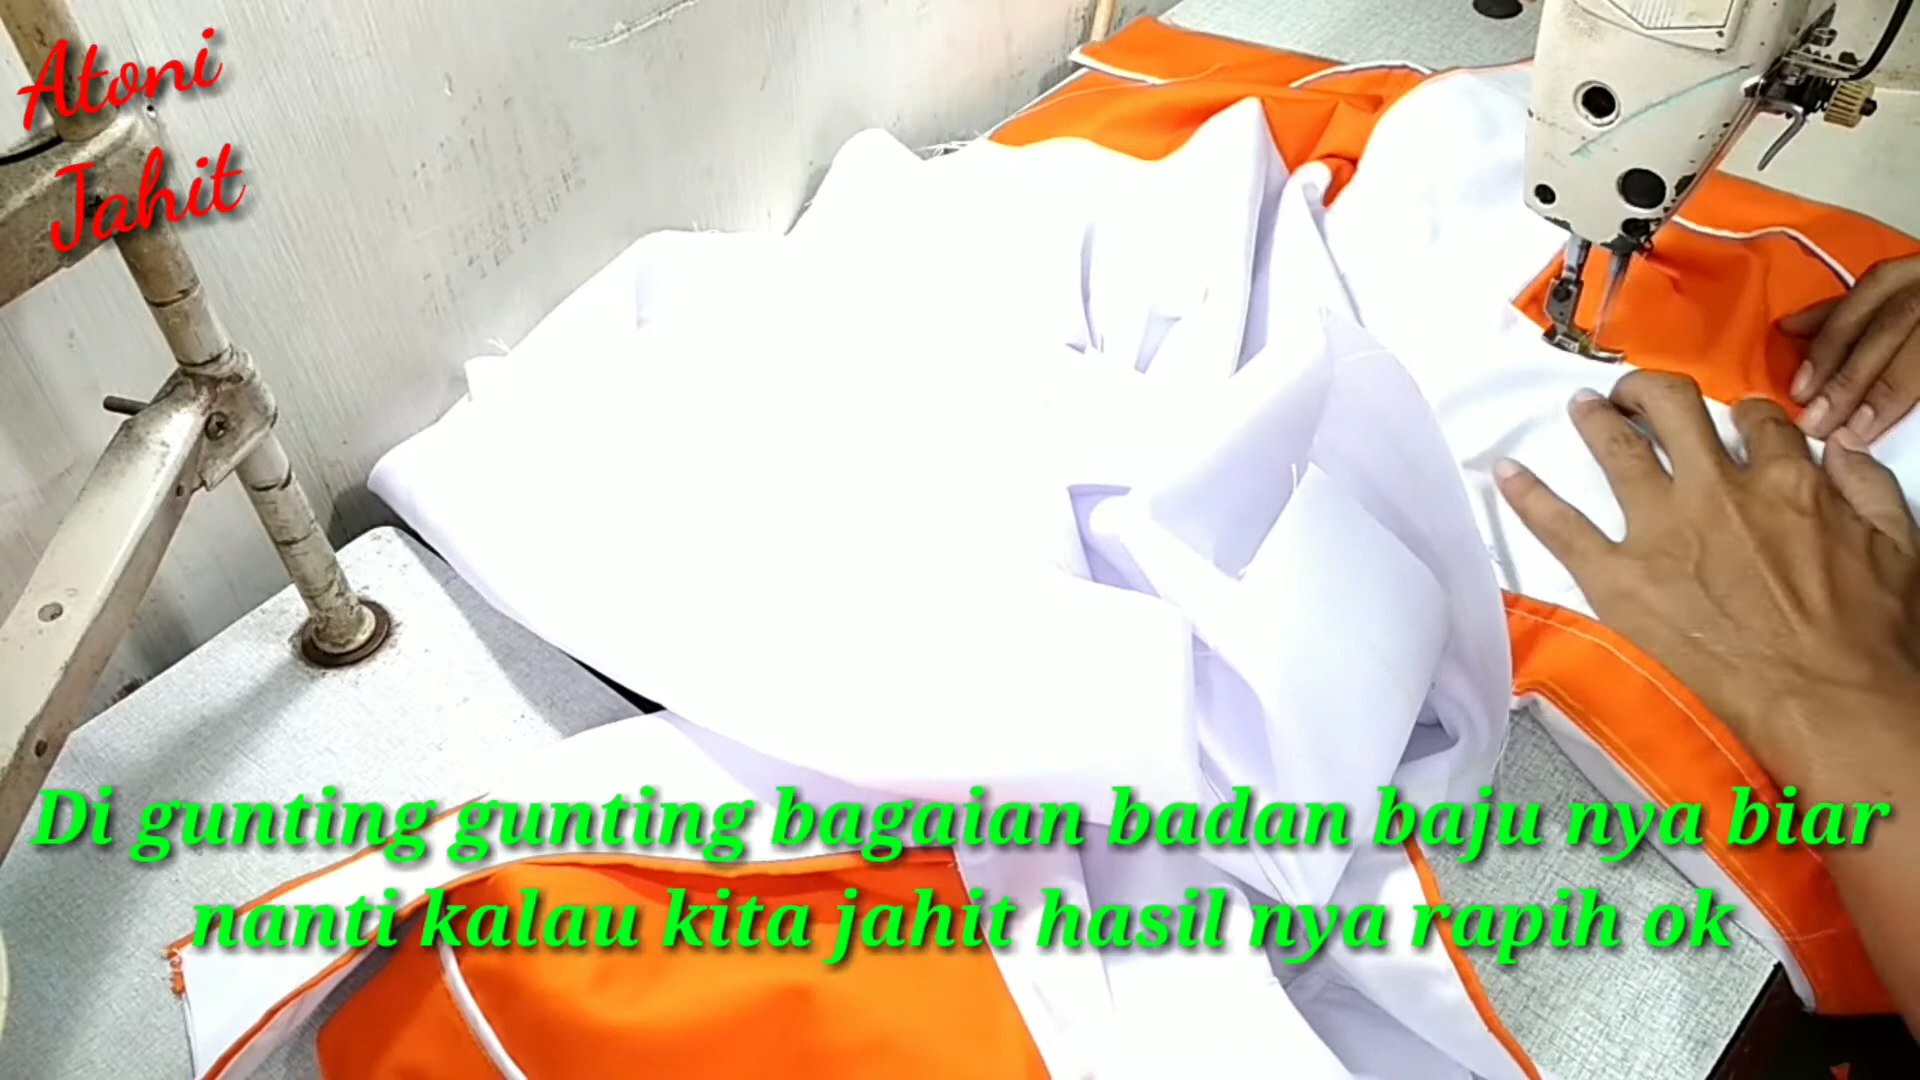 Atoni
Jahit
Di gunting gunting bagaian badan baju nya biar
nanti kalau kita jahit hasil nya rapih ok